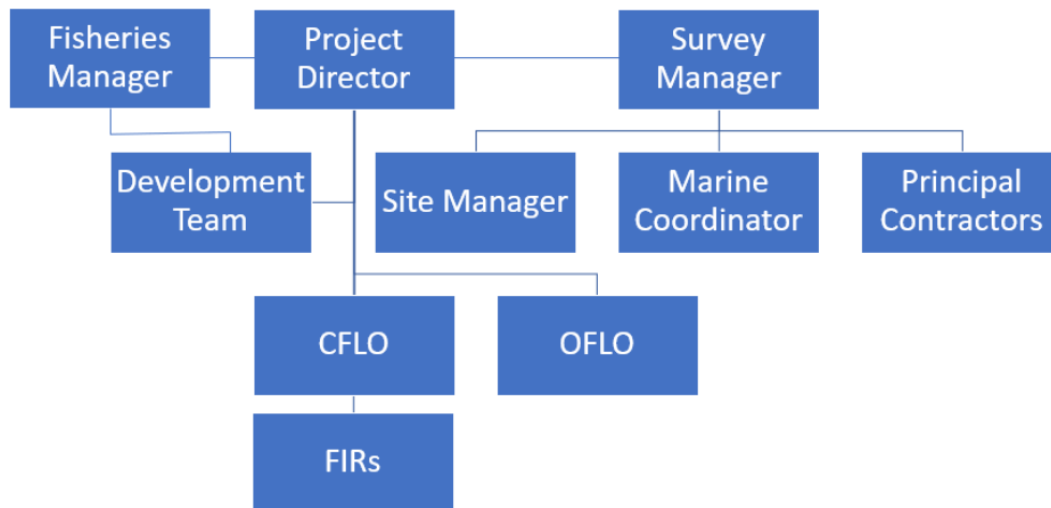 Fisheries
Manager
Project
Director
Survey
Manager
Development
Team
Site Manager
Marine
Coordinator
Principal
Contractors
CFLO
OFLO
FIRs